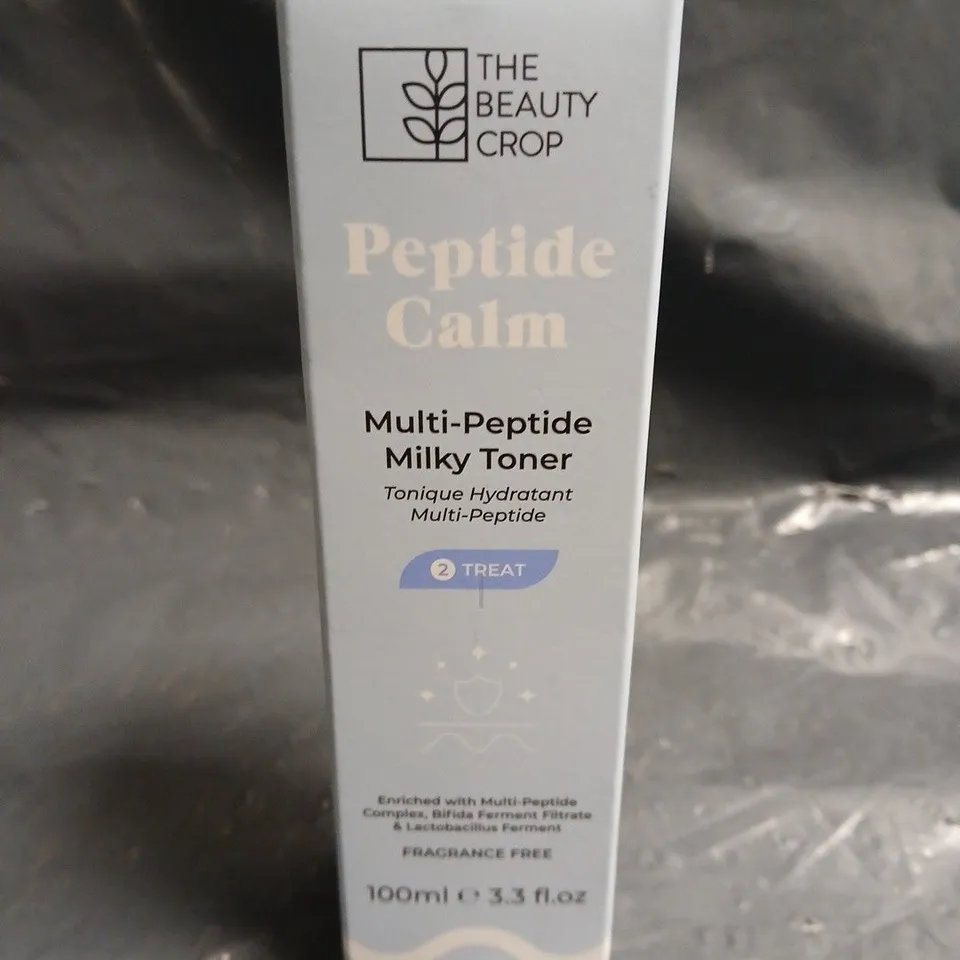 THE
BEAUTY
CROP
Peptide
Calm
Multi-Peptide
Milky Toner
Tonique Hydratant
Multi-Peptide
2 TREAT
Enriched with Multi-Peptide
Complex, Bifida Ferment Filtrate
& Lactobacillus Ferment
FRAGRANCE FREE
100ml ℮ 3.3 fl.oz